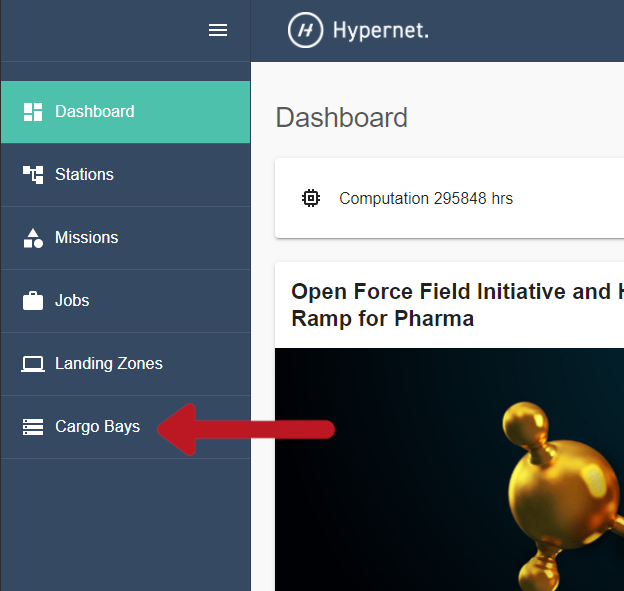 Hypernet.
Dashboard
Stations
Missions
Jobs
Landing Zones
Cargo Bays
Dashboard
Computation 295848 hrs
Open Force Field Initiative and
Ramp for Pharma